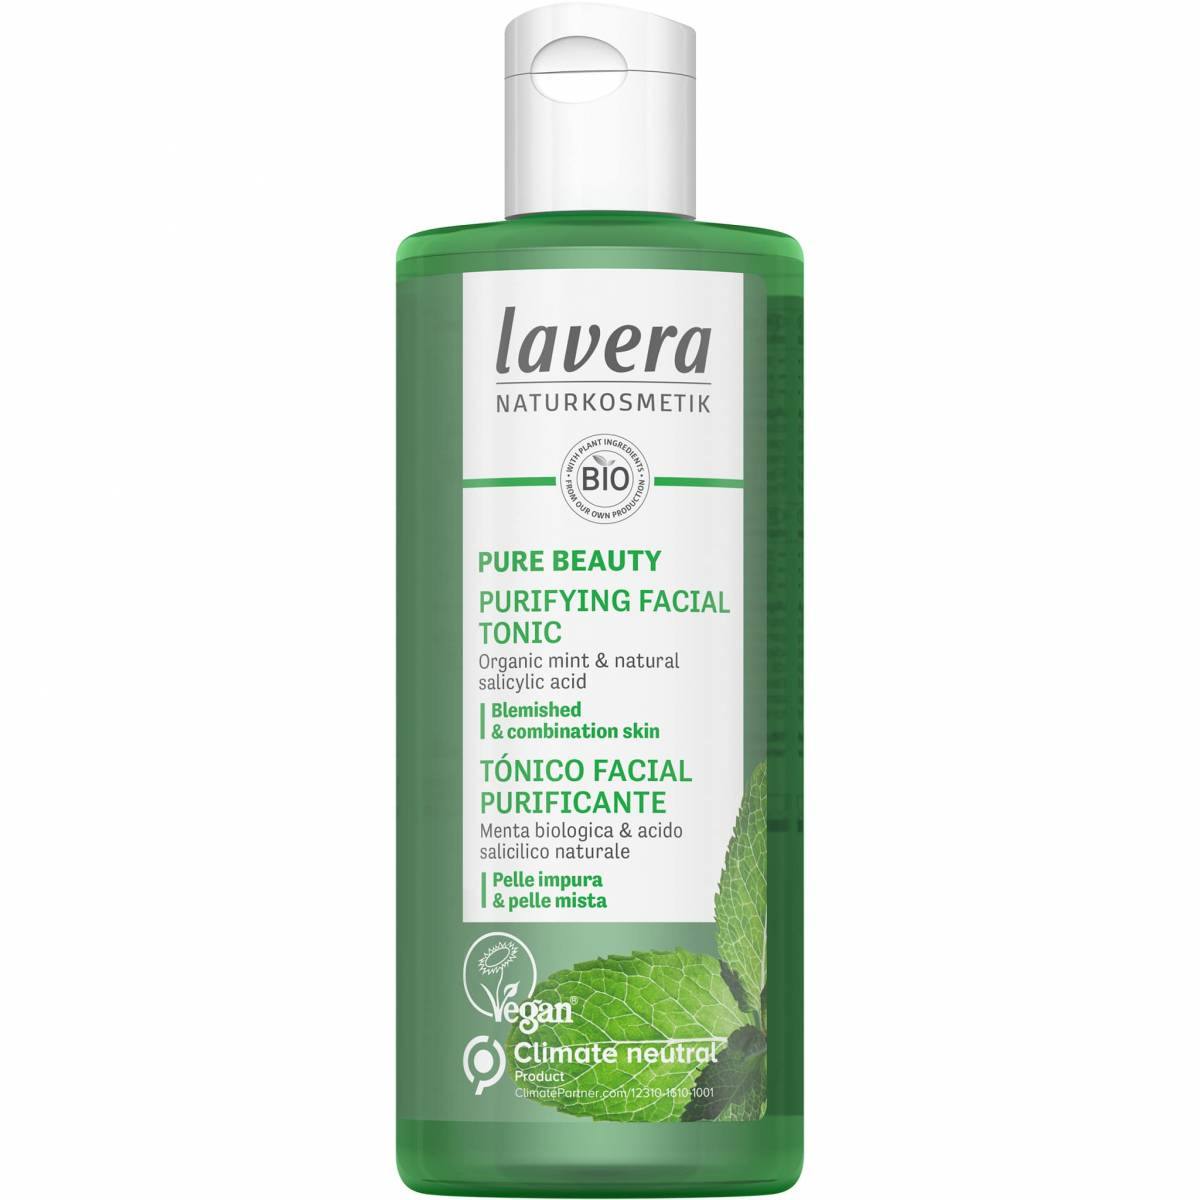 lavera
NATURKOSMETIK
WITH PLANT INGREDIENTS
BIO
FROM OUR OWN PRODUCTION
PURE BEAUTY
PURIFYING FACIAL
TONIC
Organic mint & natural
salicylic acid
Blemished
& combination skin
TÓNICO FACIAL
PURIFICANTE
Menta biologica & acido
salicilico naturale
Pelle impura
& pelle mista
Vegan®
Climate neutral
Product
ClimatePartner.com/12310-1610-1001